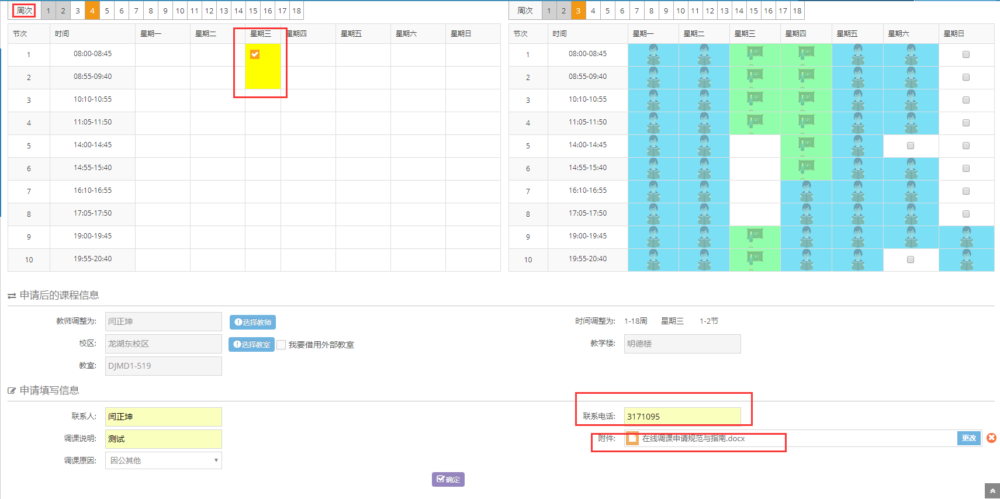 周次 1 2 3 4 5 6 7 8 9 10 11 12 13 14 15 16 17 18
节次 时间 星期一 星期二 星期三 星期四 星期五 星期六 星期日
1 08:00-08:45
2 08:55-09:40
3 10:10-10:55
4 11:05-11:50
5 14:00-14:45
6 14:55-15:40
7 16:10-16:55
8 17:05-17:50
9 19:00-19:45
10 19:55-20:40
周次 1 2 3 4 5 6 7 8 9 10 11 12 13 14 15 16 17 18
节次 时间 星期一 星期二 星期三 星期四 星期五 星期六 星期日
1 08:00-08:45
2 08:55-09:40
3 10:10-10:55
4 11:05-11:50
5 14:00-14:45
6 14:55-15:40
7 16:10-16:55
8 17:05-17:50
9 19:00-19:45
10 19:55-20:40
申请后的课程信息
教师调整为: 闫正坤 选择教师 时间调整为: 1-18周 星期三 1-2节
校区: 龙湖东校区 选择教室 我要借用外部教室 教学楼: 明德楼
教室: DJMD1-519
申请填写信息
联系人: 闫正坤 联系电话: 3171095
调课说明: 测试 附件: 在线调课申请规范与指南.docx 更改
调课原因: 因公其他
确定